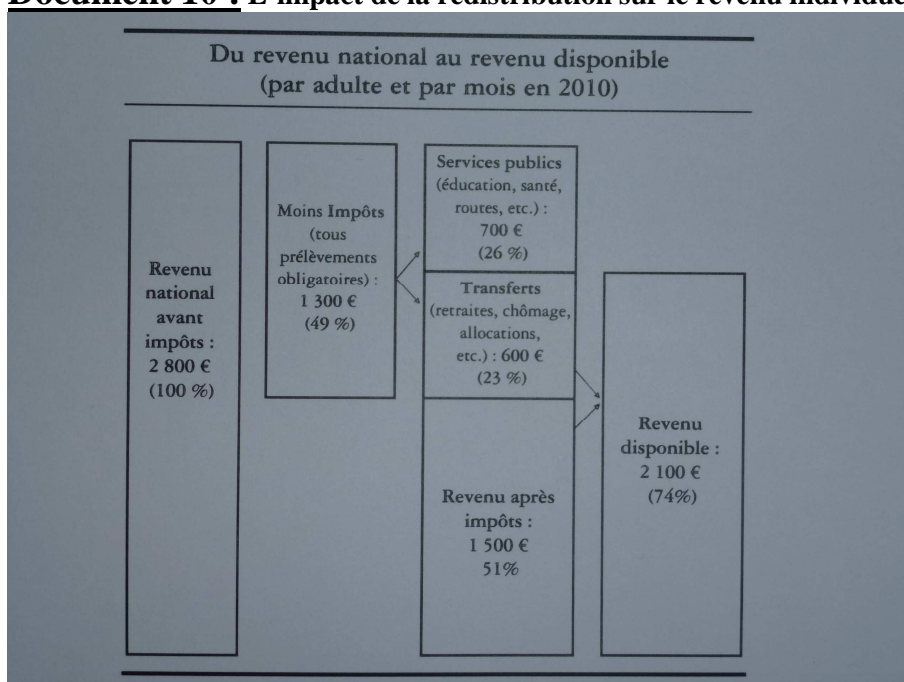 Document 10 : L'impact de la redistribution sur le revenu individuel
Du revenu national au revenu disponible
(par adulte et par mois en 2010)
Revenu
national
avant
impôts :
2 800 €
(100 %)
Moins Impôts
(tous
prélèvements
obligatoires) :
1 300 €
(49 %)
Services publics
(éducation, santé,
routes, etc.) :
700 €
(26 %)
Transferts
(retraites, chômage,
allocations,
etc.) : 600 €
(23 %)
Revenu après
impôts :
1 500 €
51%
Revenu
disponible :
2 100 €
(74%)